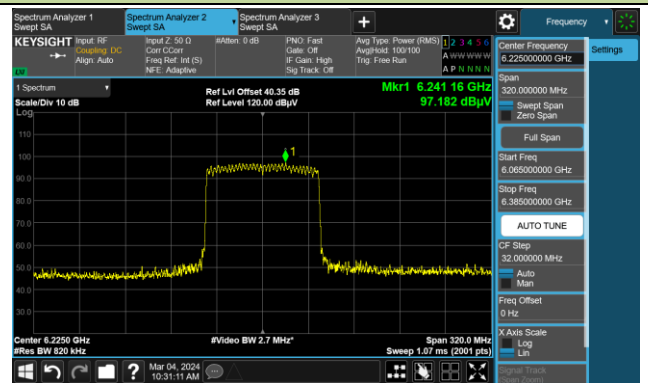 Spectrum Analyzer 1
Swept SA
Spectrum Analyzer 2
Swept SA
Spectrum Analyzer 3
Swept SA
+
Frequency
KEYSIGHT
Input: RF
Coupling: DC
Align: Auto
Input Z: 50 Ω
Corr CCorr
Freq Ref: Int (S)
NFE: Adaptive
#Atten: 0 dB
PNO: Fast
Gate: Off
IF Gain: High
Sig Track: Off
Avg Type: Power (RMS)
Avg|Hold: 100/100
Trig: Free Run
1 2 3 4 5 6
A W W W W W
A P N N N N
LW
1 Spectrum
Scale/Div 10 dB
Log
Ref Lvl Offset 40.35 dB
Ref Level 120.00 dBµV
Mkr1 6.241 16 GHz
97.182 dBµV
110
100
90.0
80.0
70.0
60.0
50.0
40.0
30.0
1
Center 6.2250 GHz
#Res BW 820 kHz
#Video BW 2.7 MHz*
Span 320.0 MHz
Sweep 1.07 ms (2001 pts)
Mar 04, 2024
10:31:11 AM
?
Center Frequency
6.225000000 GHz
Span
320.000000 MHz
Swept Span
Zero Span
Full Span
Start Freq
6.065000000 GHz
Stop Freq
6.385000000 GHz
AUTO TUNE
CF Step
32.000000 MHz
Auto
Man
Freq Offset
0 Hz
X Axis Scale
Log
Lin
Signal Track
(Span Zoom)
Settings